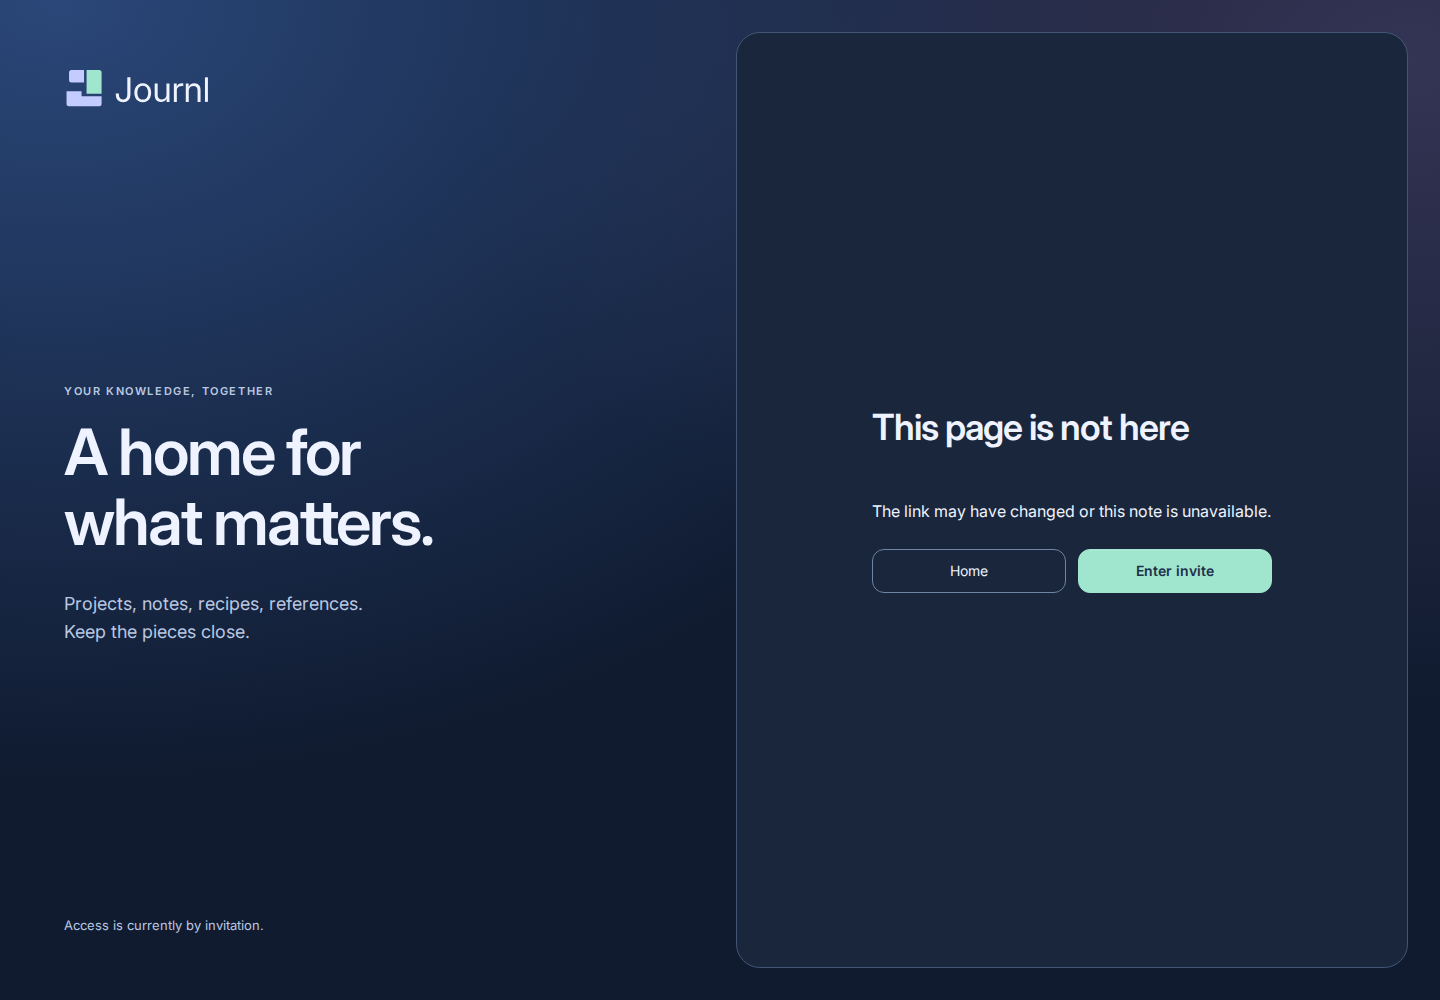 Journl
YOUR KNOWLEDGE, TOGETHER
A home for
what matters.
Projects, notes, recipes, references.
Keep the pieces close.
Access is currently by invitation.
This page is not here
The link may have changed or this note is unavailable.
Home
Enter invite